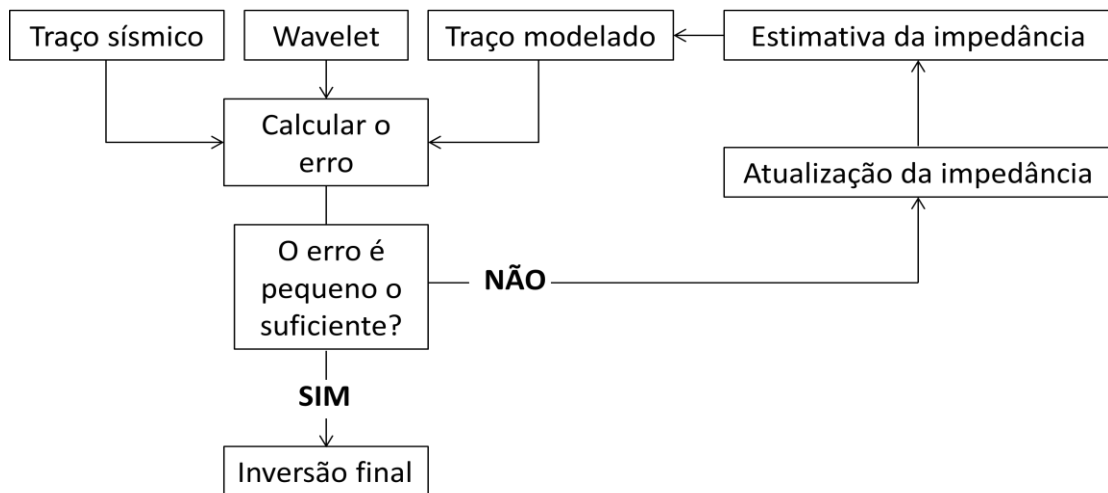 Traço sísmico
Wavelet
Traço modelado
Estimativa da impedância
Calcular o
erro
Atualização da impedância
O erro é
pequeno o
suficiente?
NÃO
SIM
Inversão final